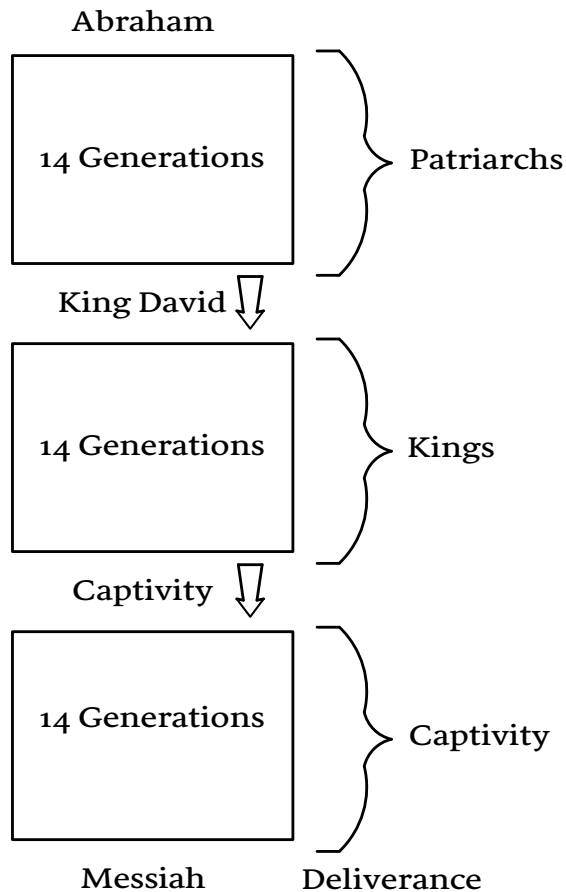 Abraham
14 Generations
Patriarchs
King David
14 Generations
Kings
Captivity
14 Generations
Captivity
Messiah Deliverance